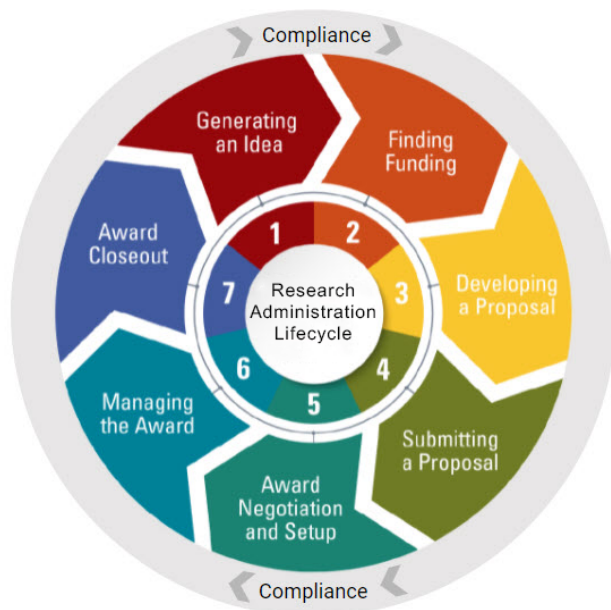 Compliance
Generating
an Idea
Finding
Funding
Developing
a Proposal
Submitting
a Proposal
Award
Negotiation
and Setup
Managing
the Award
Award
Closeout
1
2
3
4
5
6
7
Research
Administration
Lifecycle
Compliance